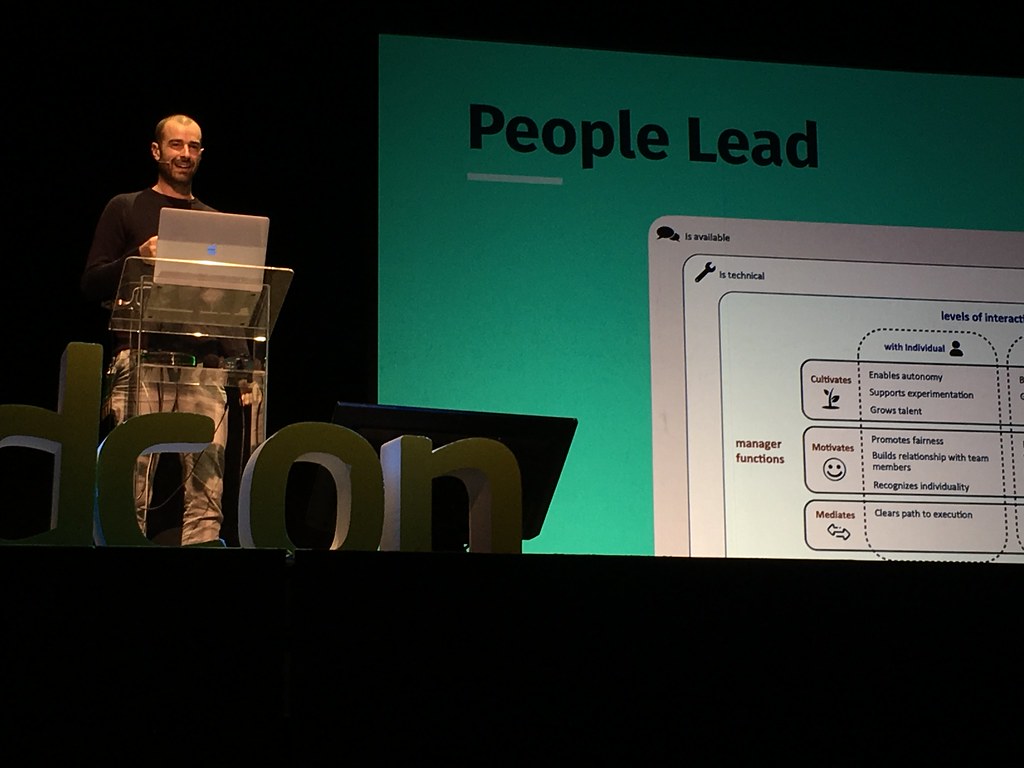 People Lead
Is available
Is technical
levels of interacti
with Individual
Cultivates
Enables autonomy
Supports experimentation
Grows talent
manager
functions
Motivates
Promotes fairness
Builds relationship with team
members
Recognizes individuality
Mediates
Clears path to execution
dcon